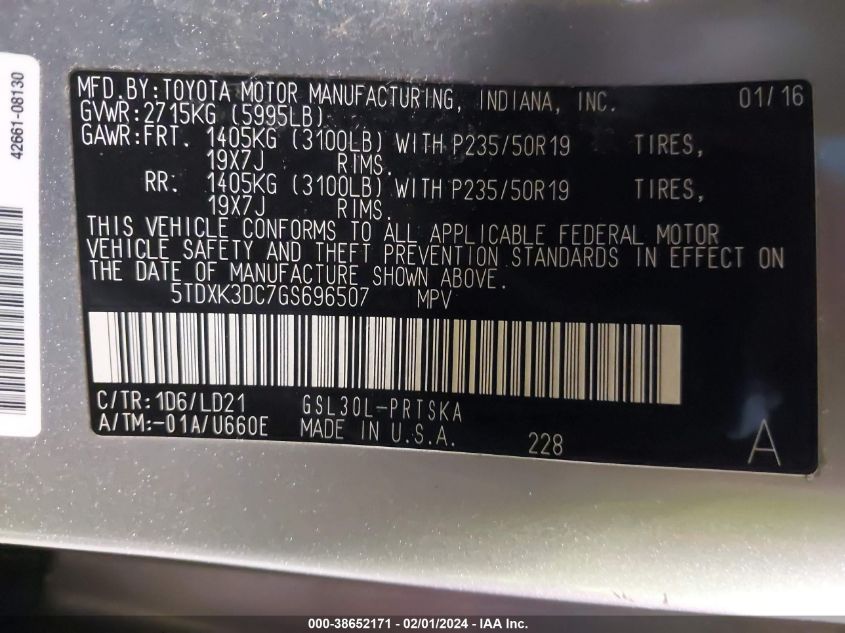 42661-08130
MFD.BY:TOYOTA MOTOR MANUFACTURING, INDIANA, INC. 01/16
GVWR:2715KG (5995LB)
GAWR:FRT. 1405KG (3100LB) WITH P235/50R19 TIRES,
19X7J RIMS.
RR: 1405KG (3100LB) WITH P235/50R19 TIRES,
19X7J RIMS.
THIS VEHICLE CONFORMS TO ALL APPLICABLE FEDERAL MOTOR
VEHICLE SAFETY AND THEFT PREVENTION STANDARDS IN EFFECT ON
THE DATE OF MANUFACTURE SHOWN ABOVE.
5TDXK3DC7GS696507 MPV
C/TR:1D6/LD21 GSL30L-PRTSKA
A/TM:-01A/U660E MADE IN U.S.A. 228 A
000-38652171 - 02/01/2024 - IAA Inc.